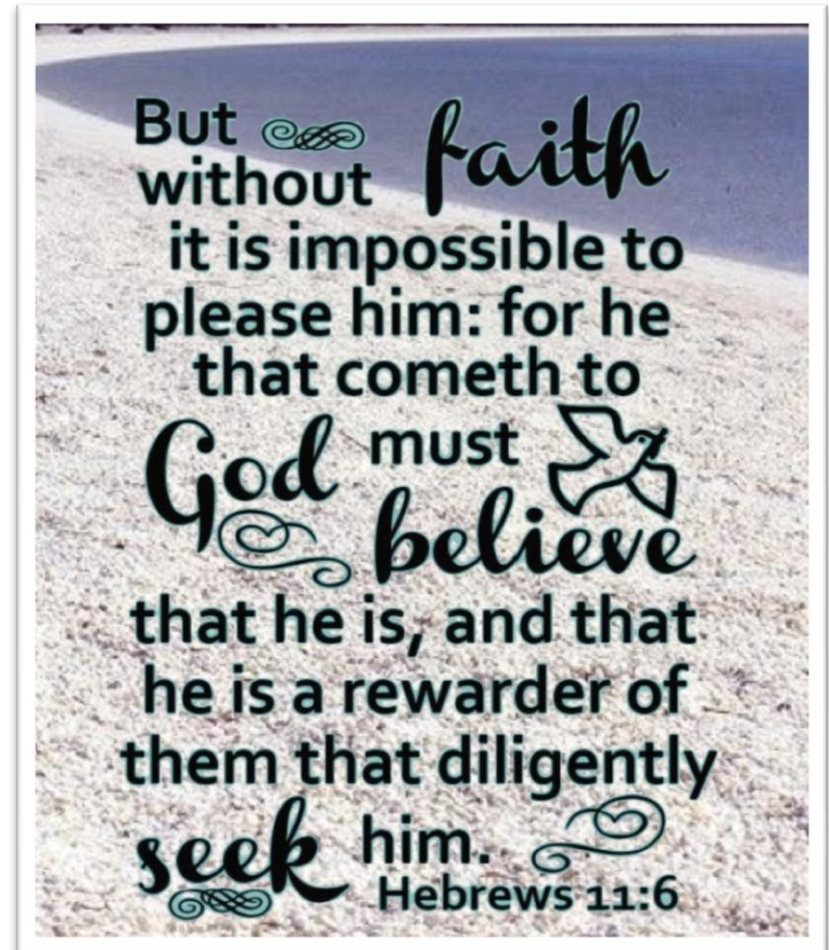 But
without faith
it is impossible to
please him: for he
that cometh to
God must
believe
that he is, and that
he is a rewarder of
them that diligently
seek him.
Hebrews 11:6